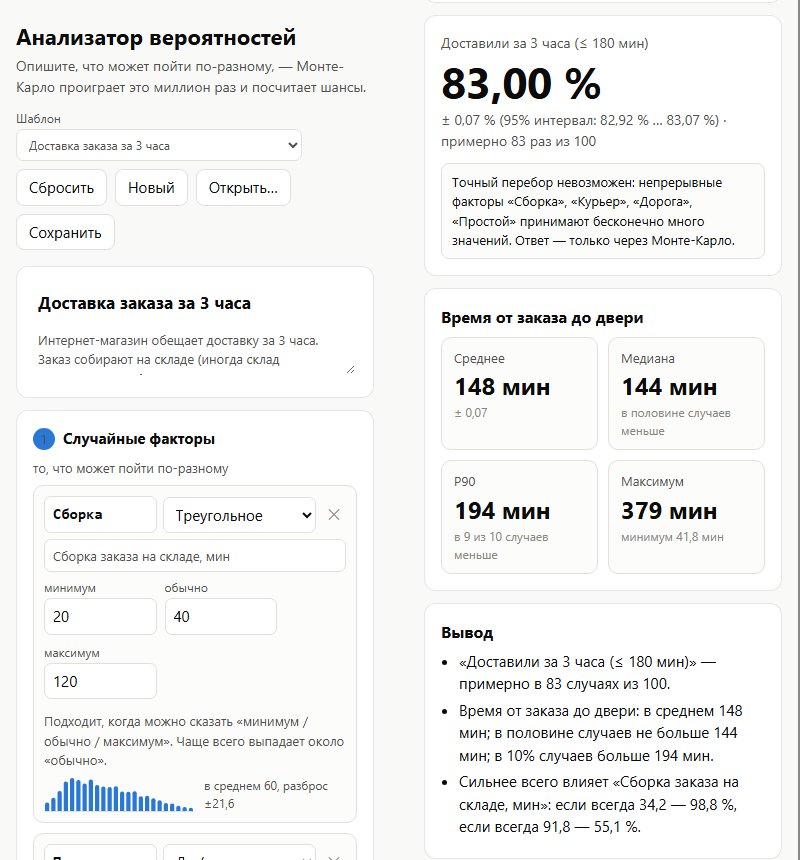 Анализатор вероятностей
Опишите, что может пойти по-разному, — Монте-
Карло проиграет это миллион раз и посчитает шансы.
Шаблон
Доставка заказа за 3 часа
Сбросить
Новый
Открыть...
Сохранить
Доставка заказа за 3 часа
Интернет-магазин обещает доставку за 3 часа.
Заказ собирают на складе (иногда склад
1 Случайные факторы
то, что может пойти по-разному
Сборка
Треугольное
Сборка заказа на складе, мин
минимум
обычно
20
40
максимум
120
Подходит, когда можно сказать «минимум /
обычно / максимум». Чаще всего выпадает около
«обычно».
в среднем 60, разброс
±21,6
Доставили за 3 часа (≤ 180 мин)
83,00 %
± 0,07 % (95% интервал: 82,92 % ... 83,07 %) ·
примерно 83 раз из 100
Точный перебор невозможен: непрерывные
факторы «Сборка», «Курьер», «Дорога»,
«Простой» принимают бесконечно много
значений. Ответ — только через Монте-Карло.
Время от заказа до двери
Среднее
148 мин
± 0,07
Медиана
144 мин
в половине случаев
меньше
P90
194 мин
в 9 из 10 случаев
меньше
Максимум
379 мин
минимум 41,8 мин
Вывод
• «Доставили за 3 часа (≤ 180 мин)» —
примерно в 83 случаях из 100.
• Время от заказа до двери: в среднем 148
мин; в половине случаев не больше 144
мин; в 10% случаев больше 194 мин.
• Сильнее всего влияет «Сборка заказа на
складе, мин»: если всегда 34,2 — 98,8 %,
если всегда 91,8 — 55,1 %.